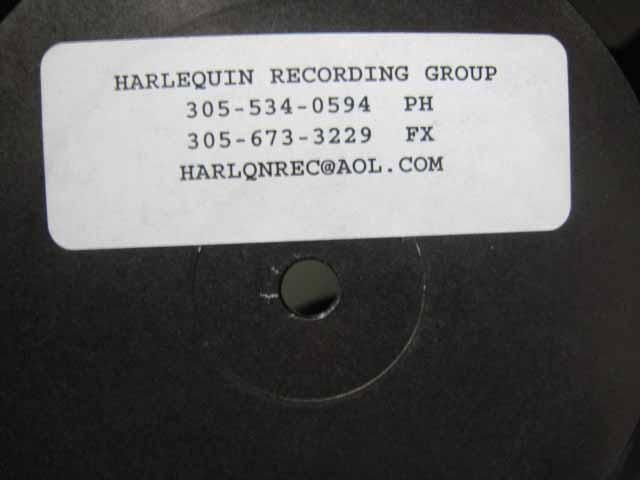 HARLEQUIN RECORDING GROUP
305-534-0594 PH
305-673-3229 FX
HARLQNREC@AOL.COM